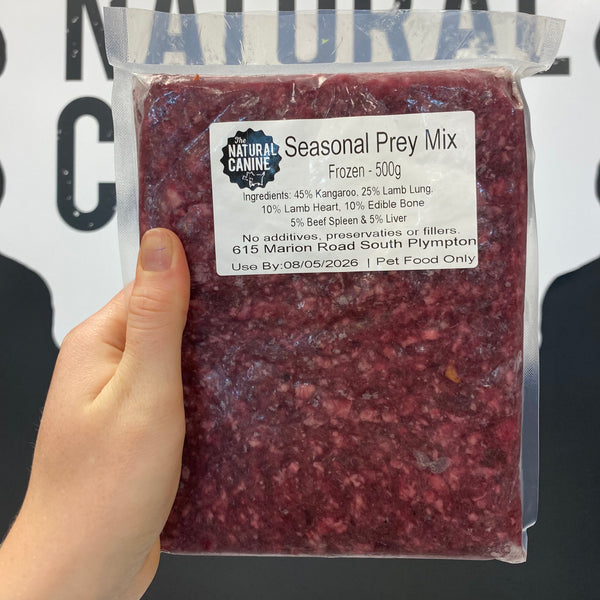 NATURAL
CANINE
The
NATURAL
CANINE
Seasonal Prey Mix
Frozen - 500g
Ingredients: 45% Kangaroo, 25% Lamb Lung,
10% Lamb Heart, 10% Edible Bone
5% Beef Spleen & 5% Liver
No additives, preservaties or fillers.
615 Marion Road South Plympton
Use By:08/05/2026 | Pet Food Only